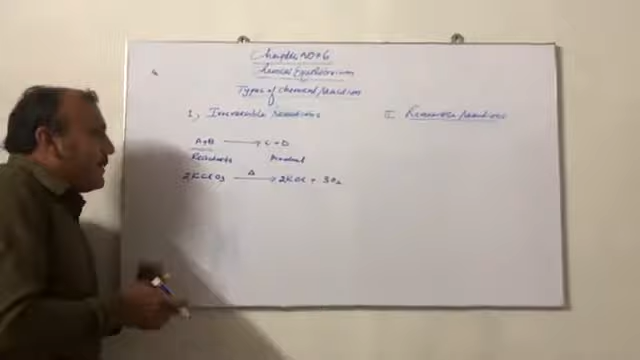 Chapter No # 6
Chemical Equilibrium
Types of chemical reaction
I, Irreversible reactions
II Reversible reactions
A+B ⟶ C+D
Reactants Product
2KClO3 —Δ→ 2KCl + 3O2